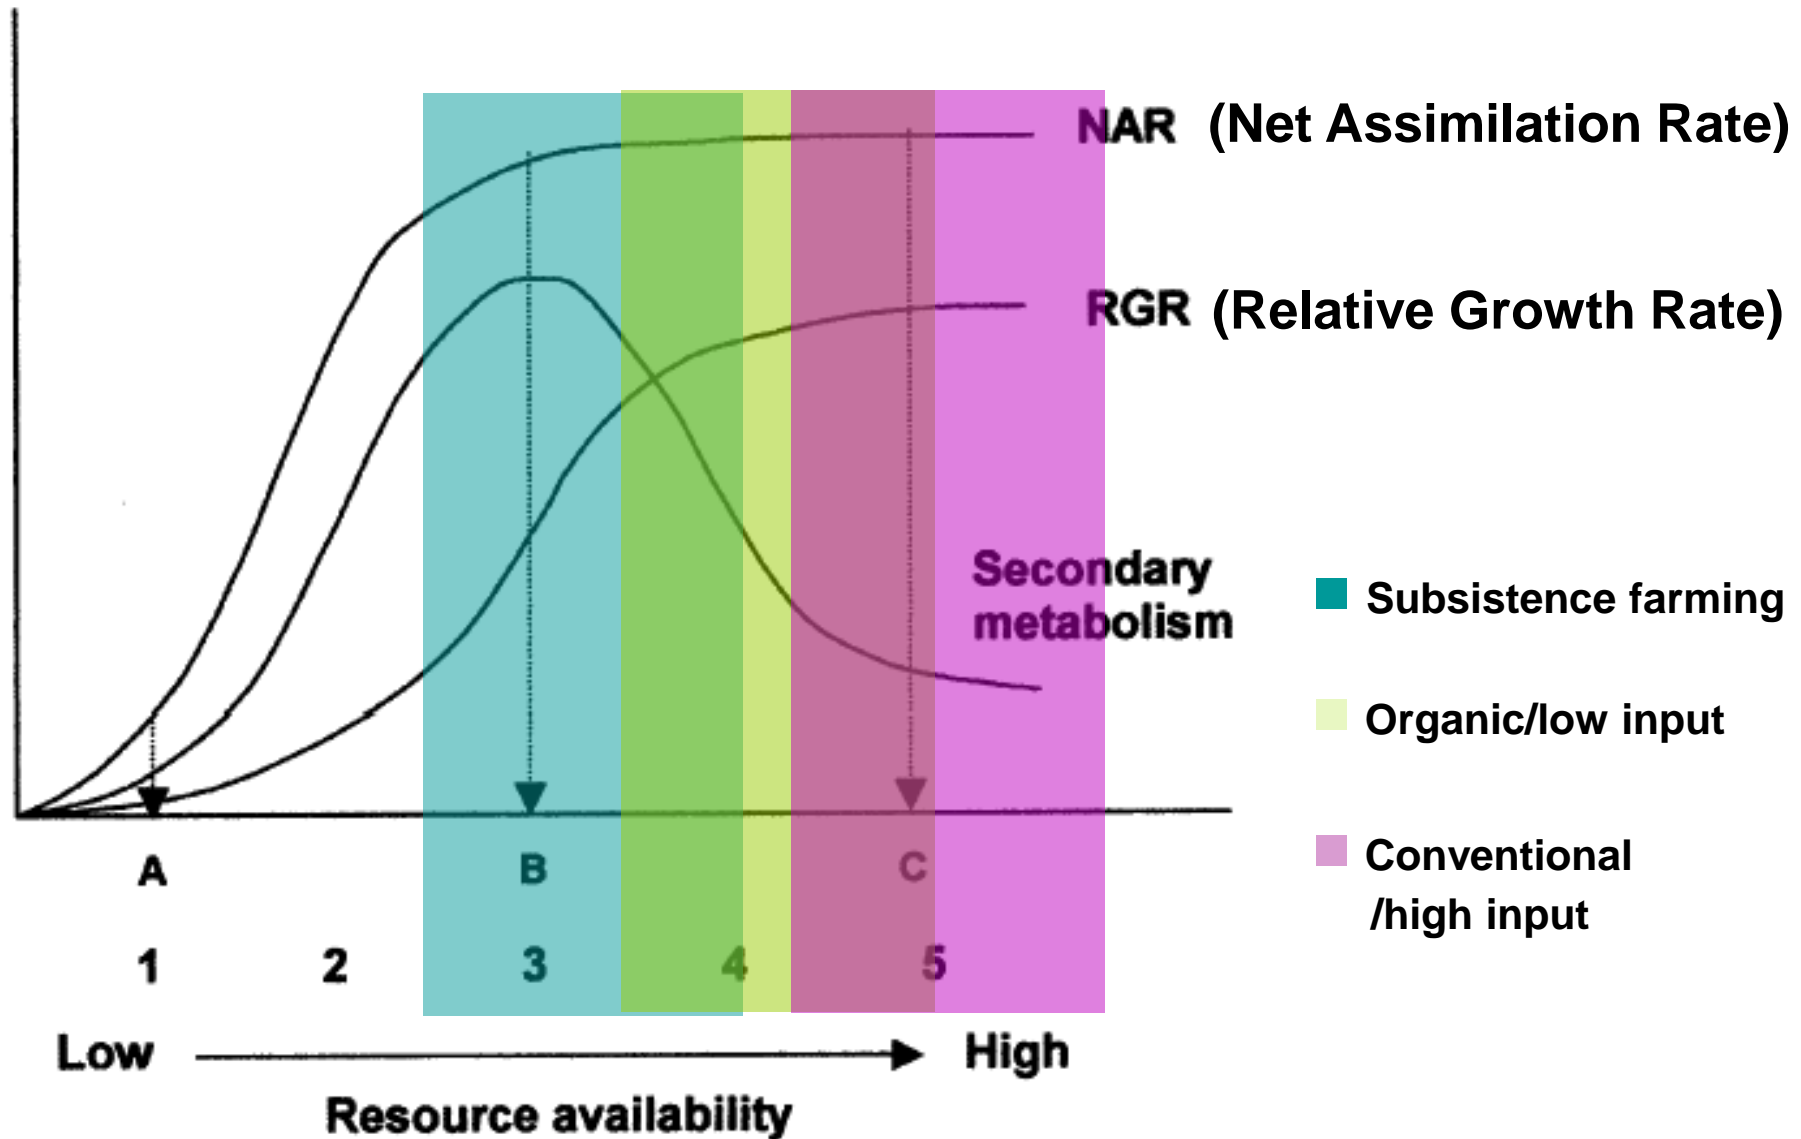 NAR (Net Assimilation Rate)
RGR (Relative Growth Rate)
Secondary
metabolism
Subsistence farming
Organic/low input
Conventional
/high input
A B C
1 2 3 4 5
Low High
Resource availability